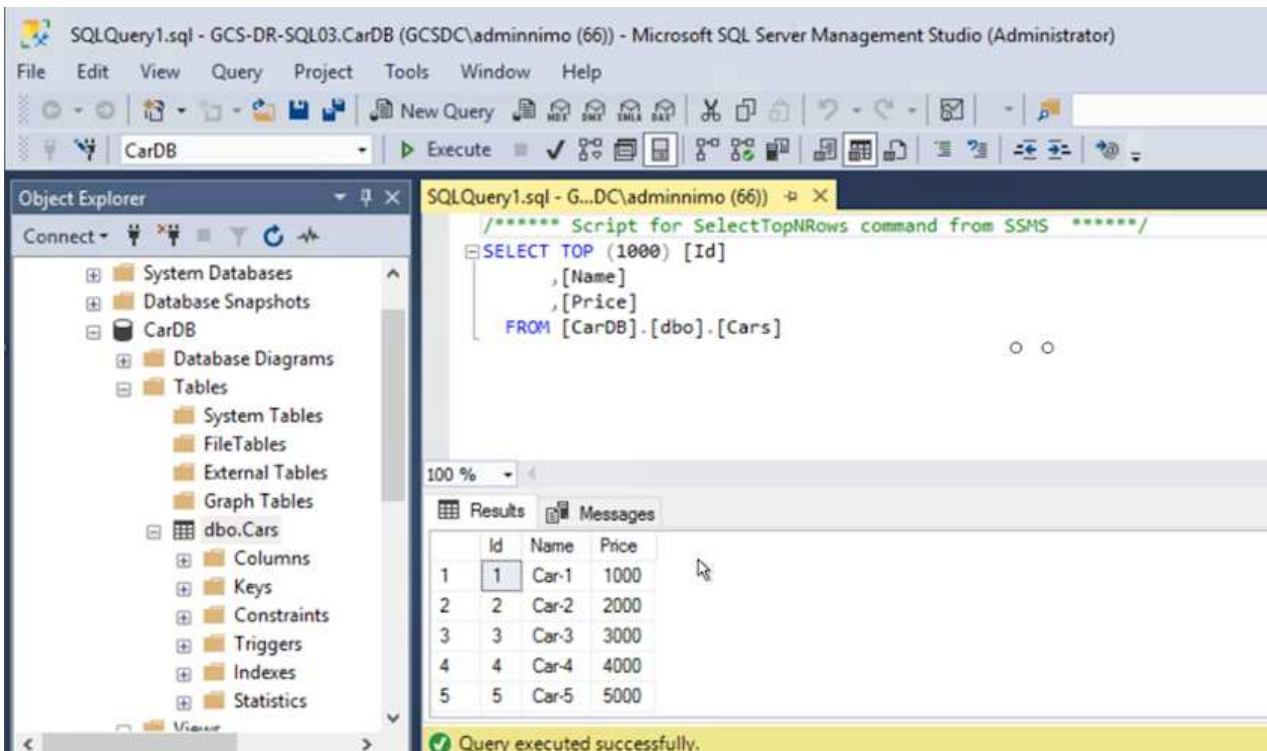 SQLQuery1.sql - GCS-DR-SQL03.CarDB (GCSDC\adminnimo (66)) - Microsoft SQL Server Management Studio (Administrator)
File Edit View Query Project Tools Window Help
New Query MDX DMX XMLA DAX
CarDB Execute
Object Explorer
Connect
System Databases
Database Snapshots
CarDB
Database Diagrams
Tables
System Tables
FileTables
External Tables
Graph Tables
dbo.Cars
Columns
Keys
Constraints
Triggers
Indexes
Statistics
Views
SQLQuery1.sql - G...DC\adminnimo (66))
/****** Script for SelectTopNRows command from SSMS ******/
SELECT TOP (1000) [Id]
,[Name]
,[Price]
FROM [CarDB].[dbo].[Cars]
100 %
Results Messages
Id Name Price
1 1 Car-1 1000
2 2 Car-2 2000
3 3 Car-3 3000
4 4 Car-4 4000
5 5 Car-5 5000
Query executed successfully.